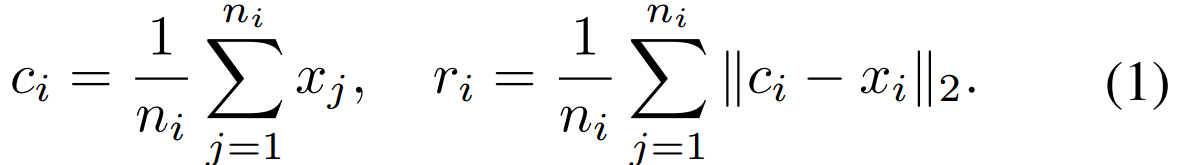 c_i = \frac{1}{n_i} \sum_{j=1}^{n_i} x_j, \quad r_i = \frac{1}{n_i} \sum_{j=1}^{n_i} \|c_i - x_i\|_2. \quad (1)